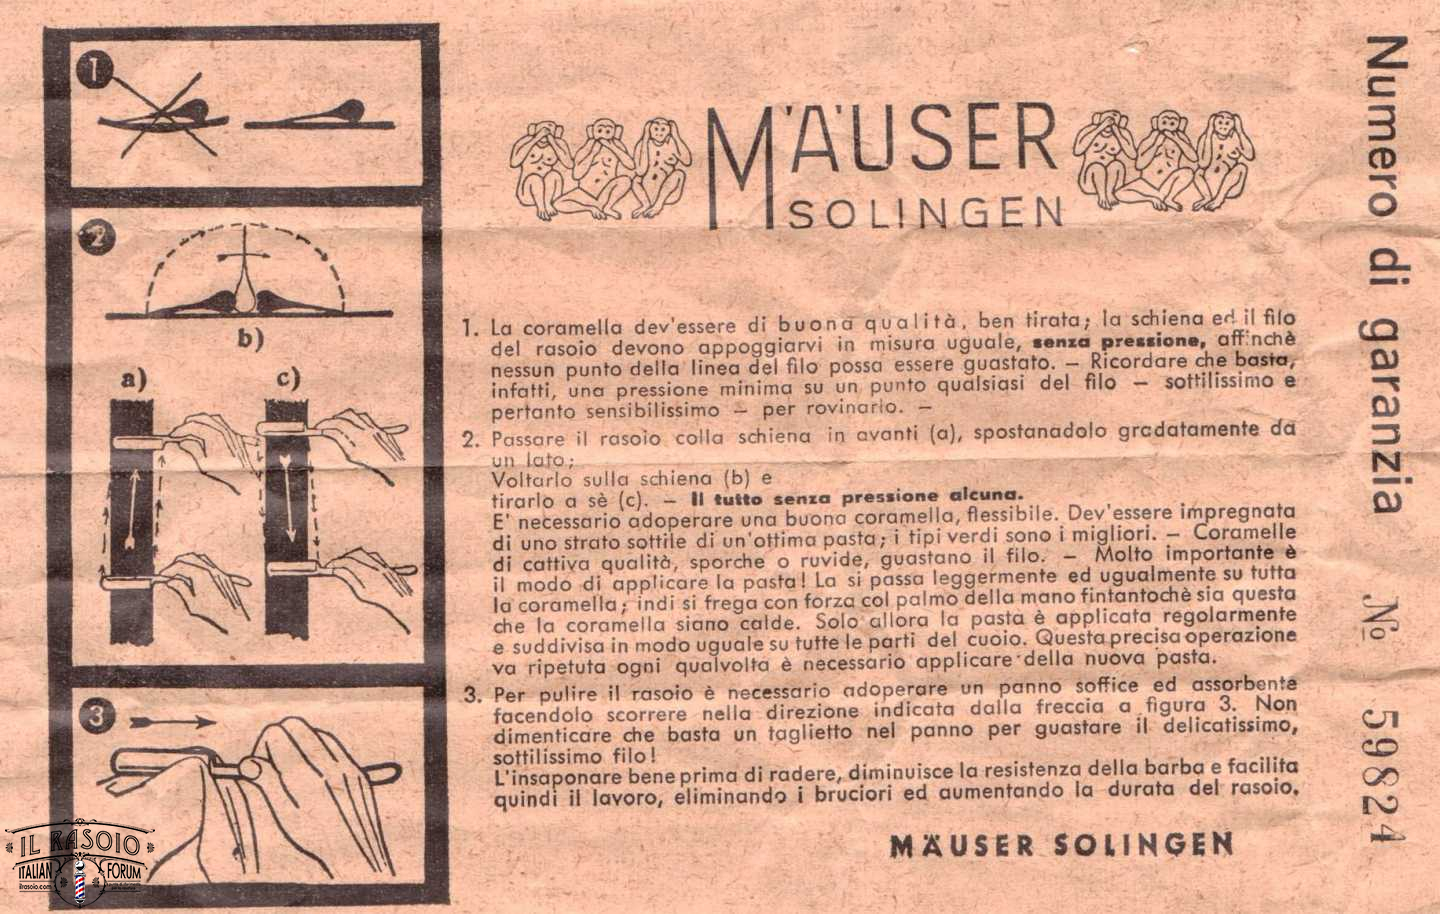 1
2
b)
a) c)
3
MÄUSER
SOLINGEN
1. La coramella dev'essere di buona qualità, ben tirata; la schiena ed il filo
del rasoio devono appoggiarvi in misura uguale, senza pressione, affinchè
nessun punto della linea del filo possa essere guastato. – Ricordare che basta,
infatti, una pressione minima su un punto qualsiasi del filo – sottilissimo e
pertanto sensibilissimo – per rovinarlo. –
2. Passare il rasoio colla schiena in avanti (a), spostanadolo gradatamente da
un lato;
Voltarlo sulla schiena (b) e
tirarlo a sè (c). – Il tutto senza pressione alcuna.
E' necessario adoperare una buona coramella, flessibile. Dev'essere impregnata
di uno strato sottile di un'ottima pasta; i tipi verdi sono i migliori. – Coramelle
di cattiva qualità, sporche o ruvide, guastano il filo. – Molto importante è
il modo di applicare la pasta! La si passa leggermente ed ugualmente su tutta
la coramella; indi si frega con forza col palmo della mano fintantochè sia questa
che la coramella siano calde. Solo allora la pasta è applicata regolarmente
e suddivisa in modo uguale su tutte le parti del cuoio. Questa precisa operazione
va ripetuta ogni qualvolta è necessario applicare della nuova pasta.
3. Per pulire il rasoio è necessario adoperare un panno soffice ed assorbente
facendolo scorrere nella direzione indicata dalla freccia a figura 3. Non
dimenticare che basta un taglietto nel panno per guastare il delicatissimo,
sottilissimo filo!
L'insaponare bene prima di radere, diminuisce la resistenza della barba e facilita
quindi il lavoro, eliminando i bruciori ed aumentando la durata del rasoio.
MÄUSER SOLINGEN
Numero di garanzia No 59824
IL RASOIO
ITALIAN FORUM
ilrasoio.com